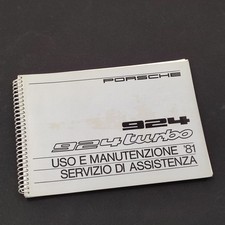 PORSCHE
924
924 turbo
USO E MANUTENZIONE '81
SERVIZIO DI ASSISTENZA